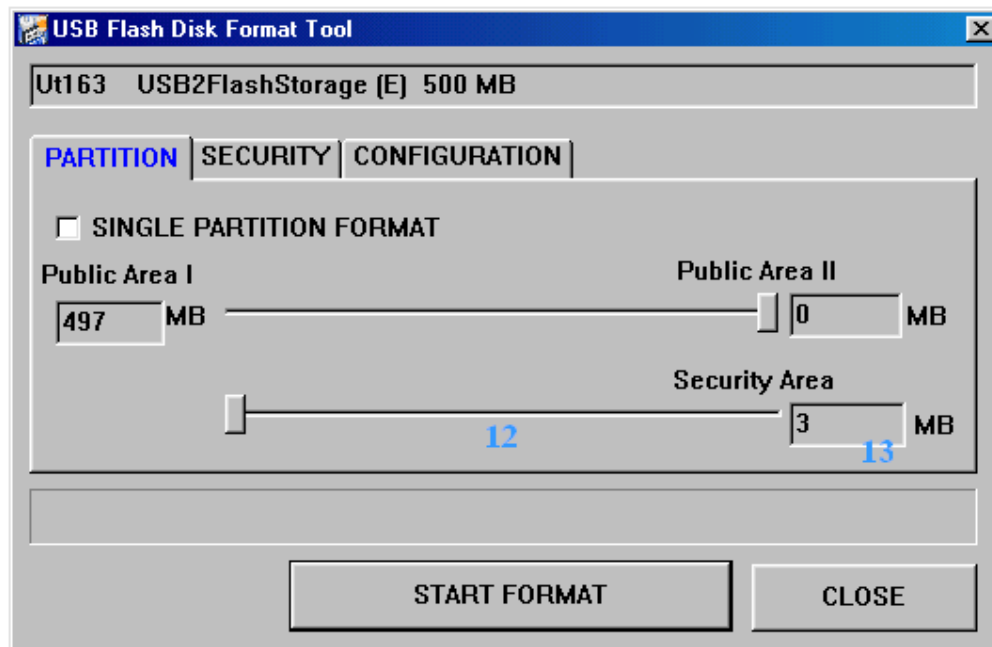 USB Flash Disk Format Tool
Ut163 USB2FlashStorage (E) 500 MB
PARTITION SECURITY CONFIGURATION
SINGLE PARTITION FORMAT
Public Area I
Public Area II
497 MB
0 MB
Security Area
3 MB
12
13
START FORMAT CLOSE